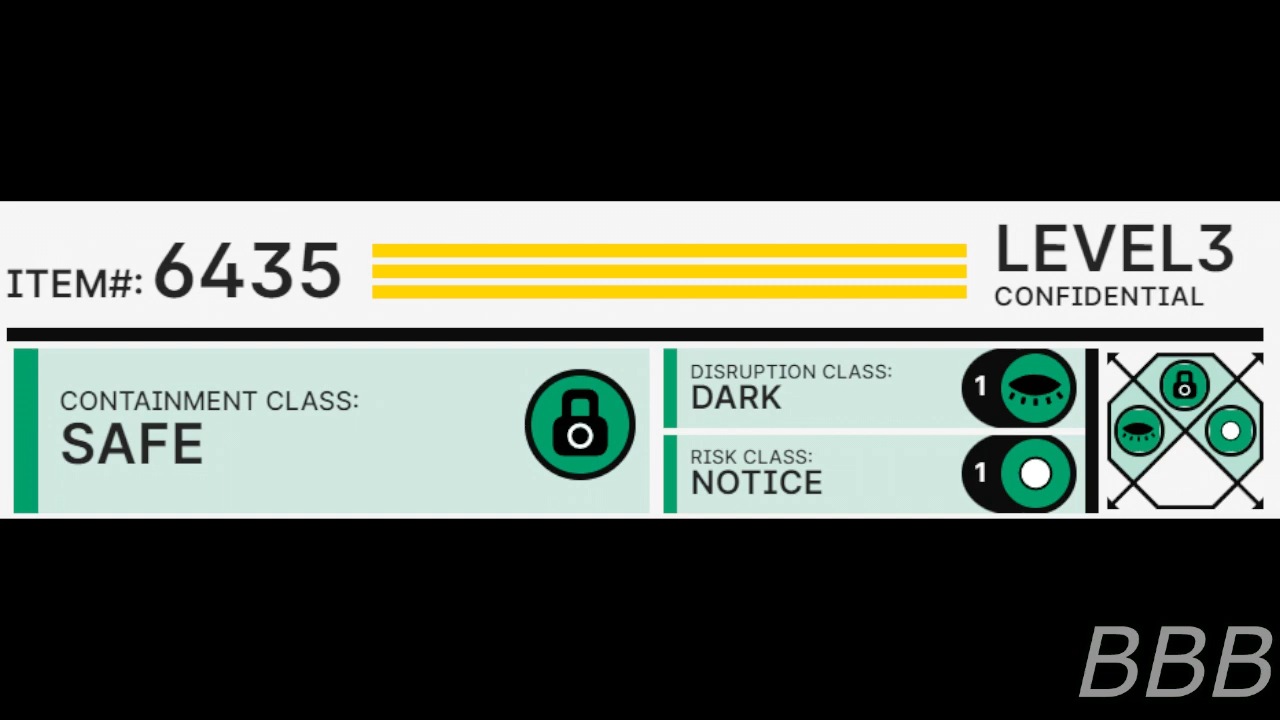 ITEM#: 6435
LEVEL3
CONFIDENTIAL
CONTAINMENT CLASS:
SAFE
DISRUPTION CLASS:
DARK
1
RISK CLASS:
NOTICE
1
BBB